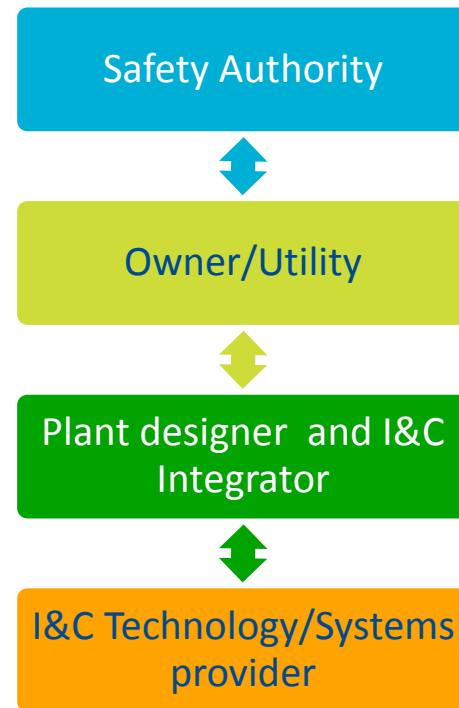 Safety Authority
Owner/Utility
Plant designer  and I&C
Integrator
I&C Technology/Systems
provider